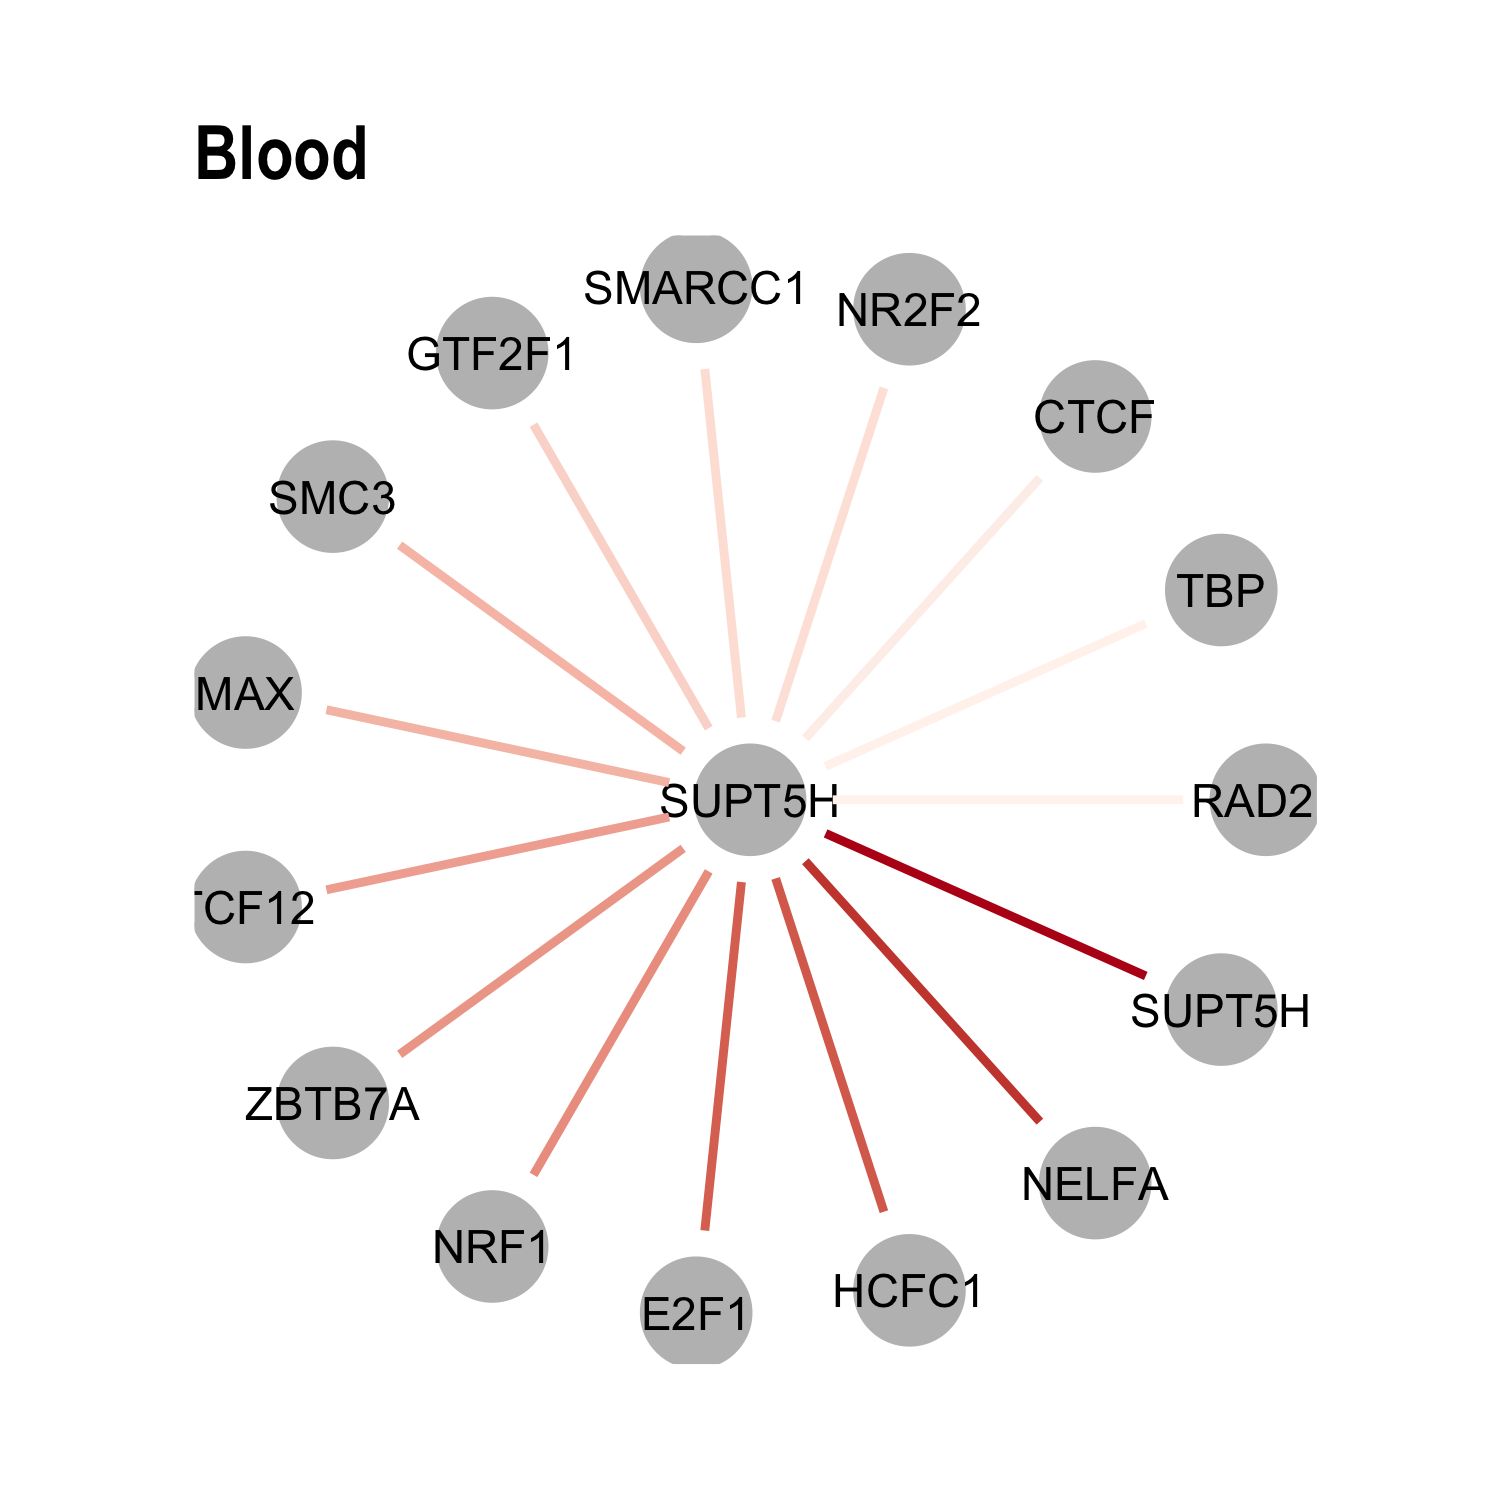 Blood
SMARCC1
NR2F2
GTF2F1
CTCF
SMC3
TBP
MAX
SUPT5H
RAD2
TCF12
SUPT5H
ZBTB7A
NELFA
NRF1
HCFC1
E2F1